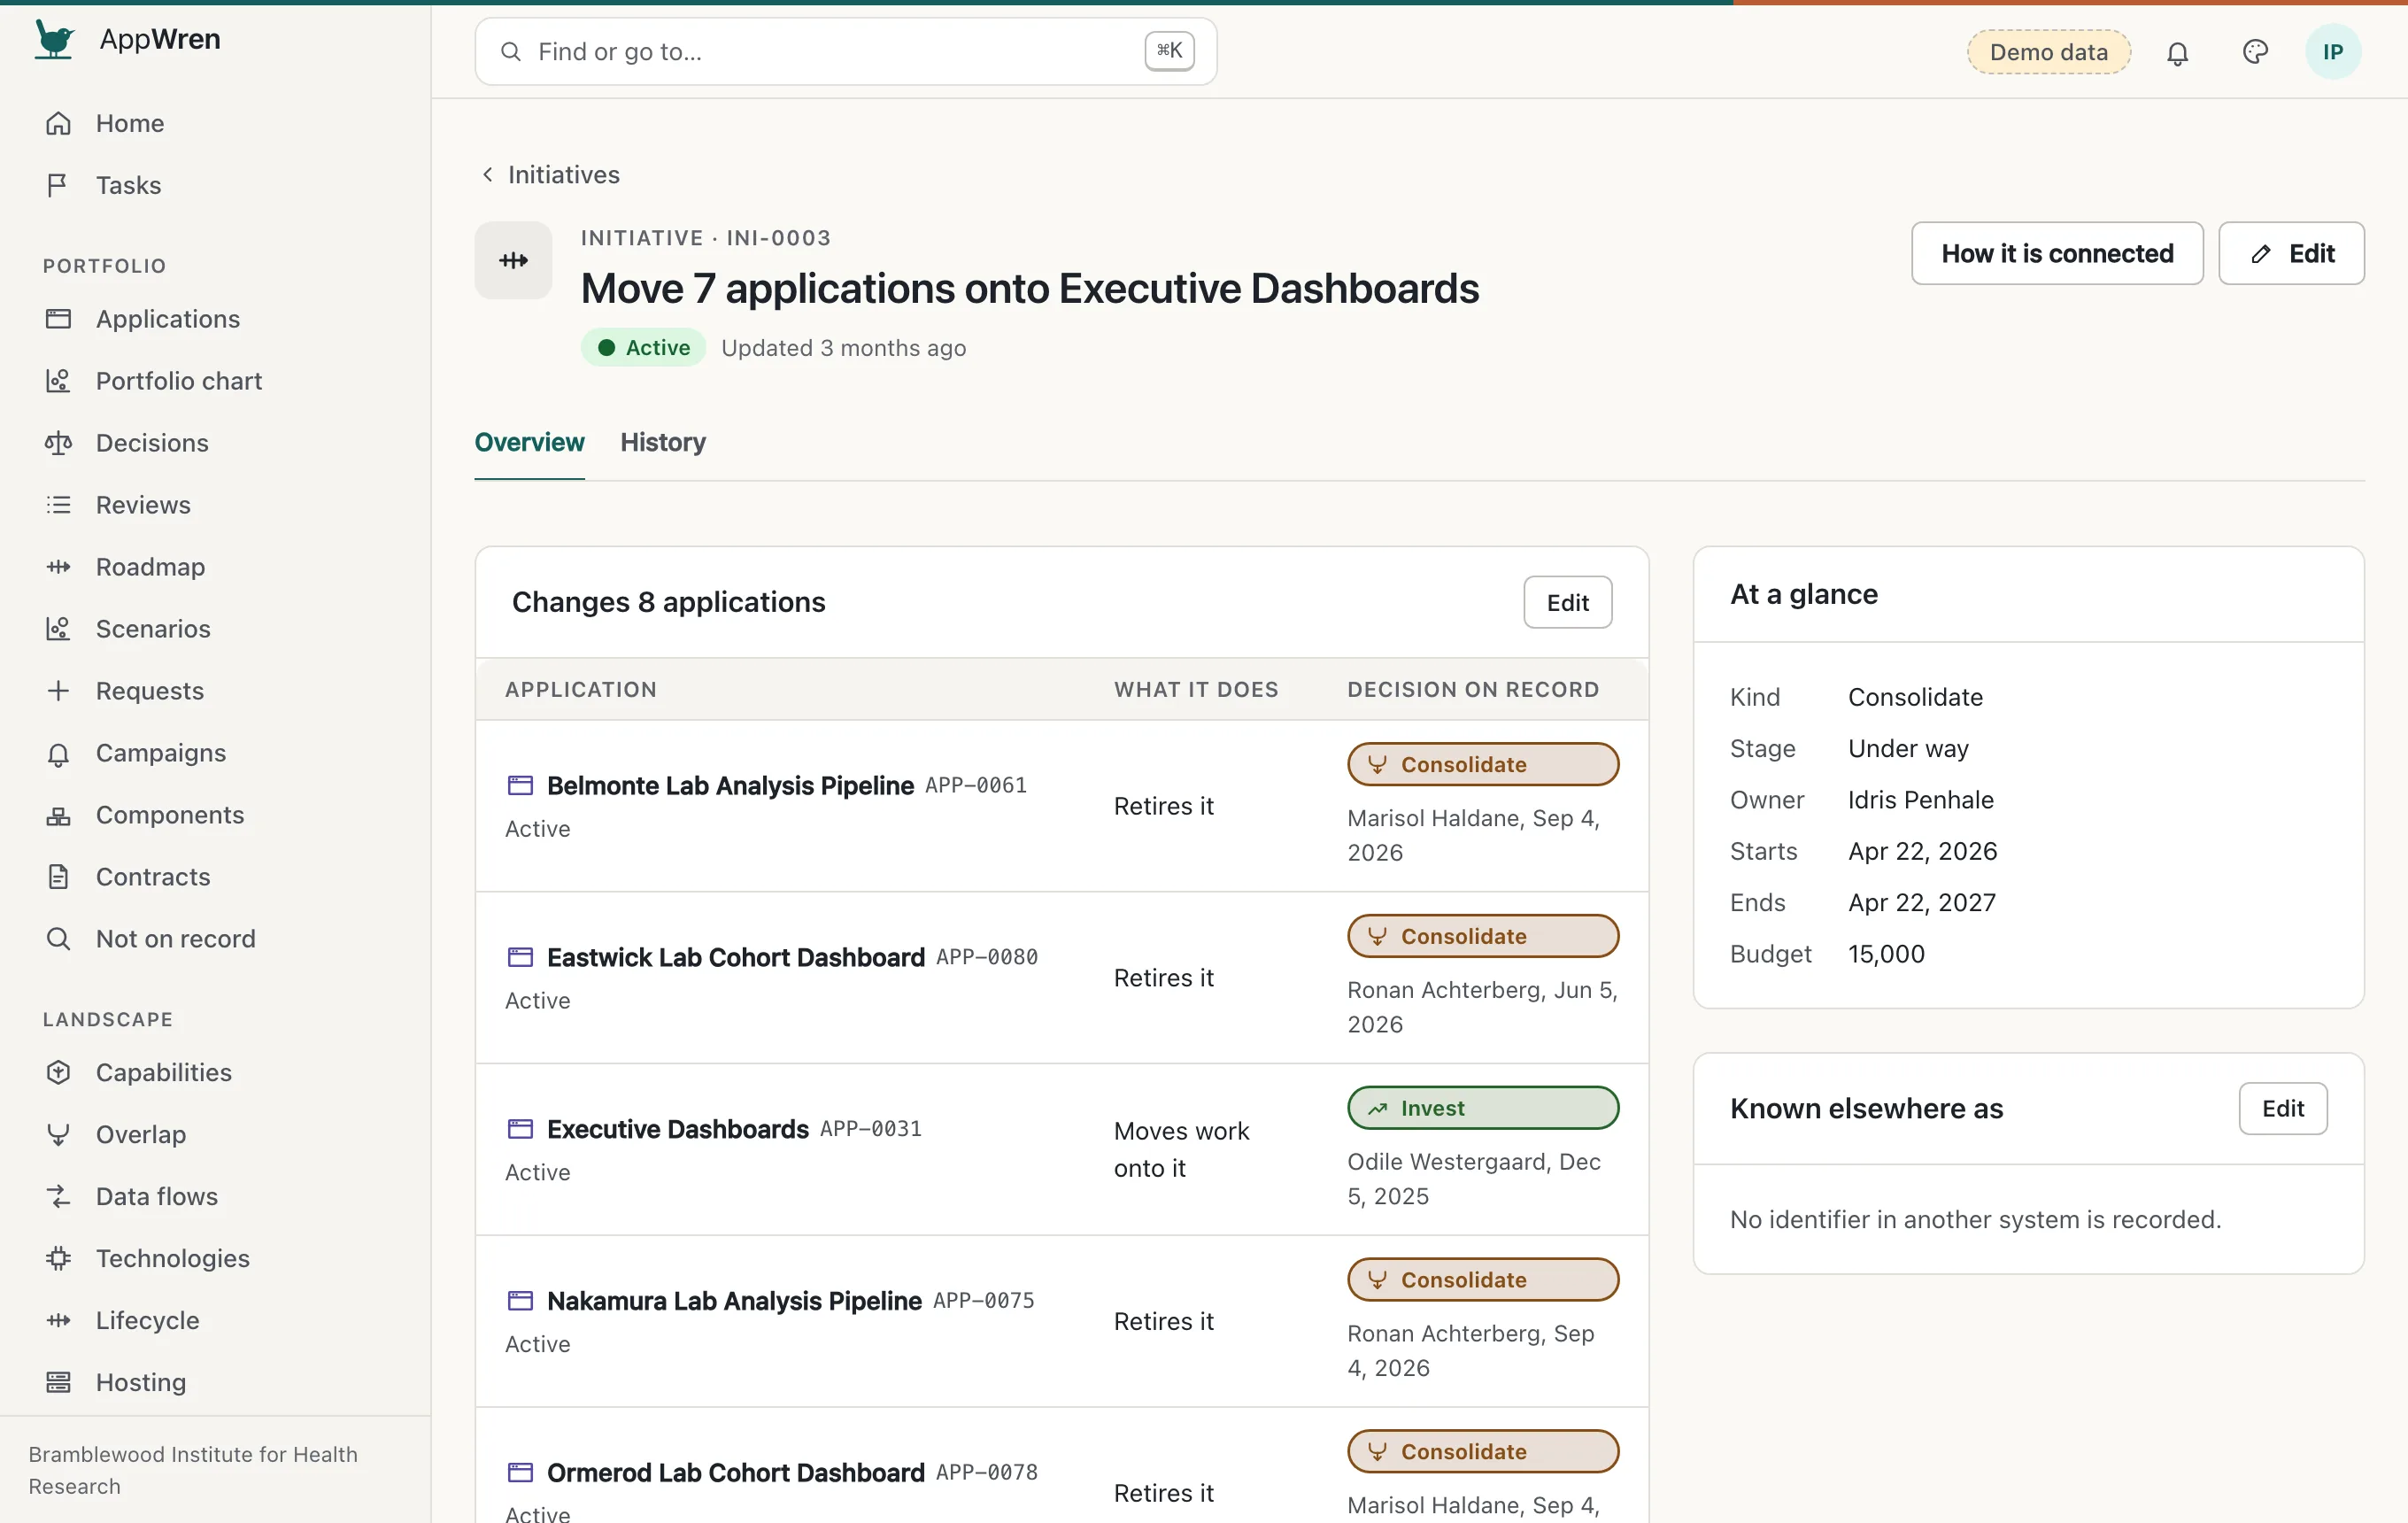 AppWren
Find or go to...
⌘K
Demo data
IP
Home
Tasks
PORTFOLIO
Applications
Portfolio chart
Decisions
Reviews
Roadmap
Scenarios
Requests
Campaigns
Components
Contracts
Not on record
LANDSCAPE
Capabilities
Overlap
Data flows
Technologies
Lifecycle
Hosting
Bramblewood Institute for Health
Research
Initiatives
INITIATIVE · INI-0003
Move 7 applications onto Executive Dashboards
Active Updated 3 months ago
How it is connected
Edit
Overview
History
Changes 8 applications
Edit
APPLICATION WHAT IT DOES DECISION ON RECORD
Belmonte Lab Analysis Pipeline APP-0061
Active
Retires it
Consolidate
Marisol Haldane, Sep 4,
2026
Eastwick Lab Cohort Dashboard APP-0080
Active
Retires it
Consolidate
Ronan Achterberg, Jun 5,
2026
Executive Dashboards APP-0031
Active
Moves work
onto it
Invest
Odile Westergaard, Dec
5, 2025
Nakamura Lab Analysis Pipeline APP-0075
Active
Retires it
Consolidate
Ronan Achterberg, Sep
4, 2026
Ormerod Lab Cohort Dashboard APP-0078
Active
Retires it
Consolidate
Marisol Haldane, Sep 4,
At a glance
Kind Consolidate
Stage Under way
Owner Idris Penhale
Starts Apr 22, 2026
Ends Apr 22, 2027
Budget 15,000
Known elsewhere as
Edit
No identifier in another system is recorded.